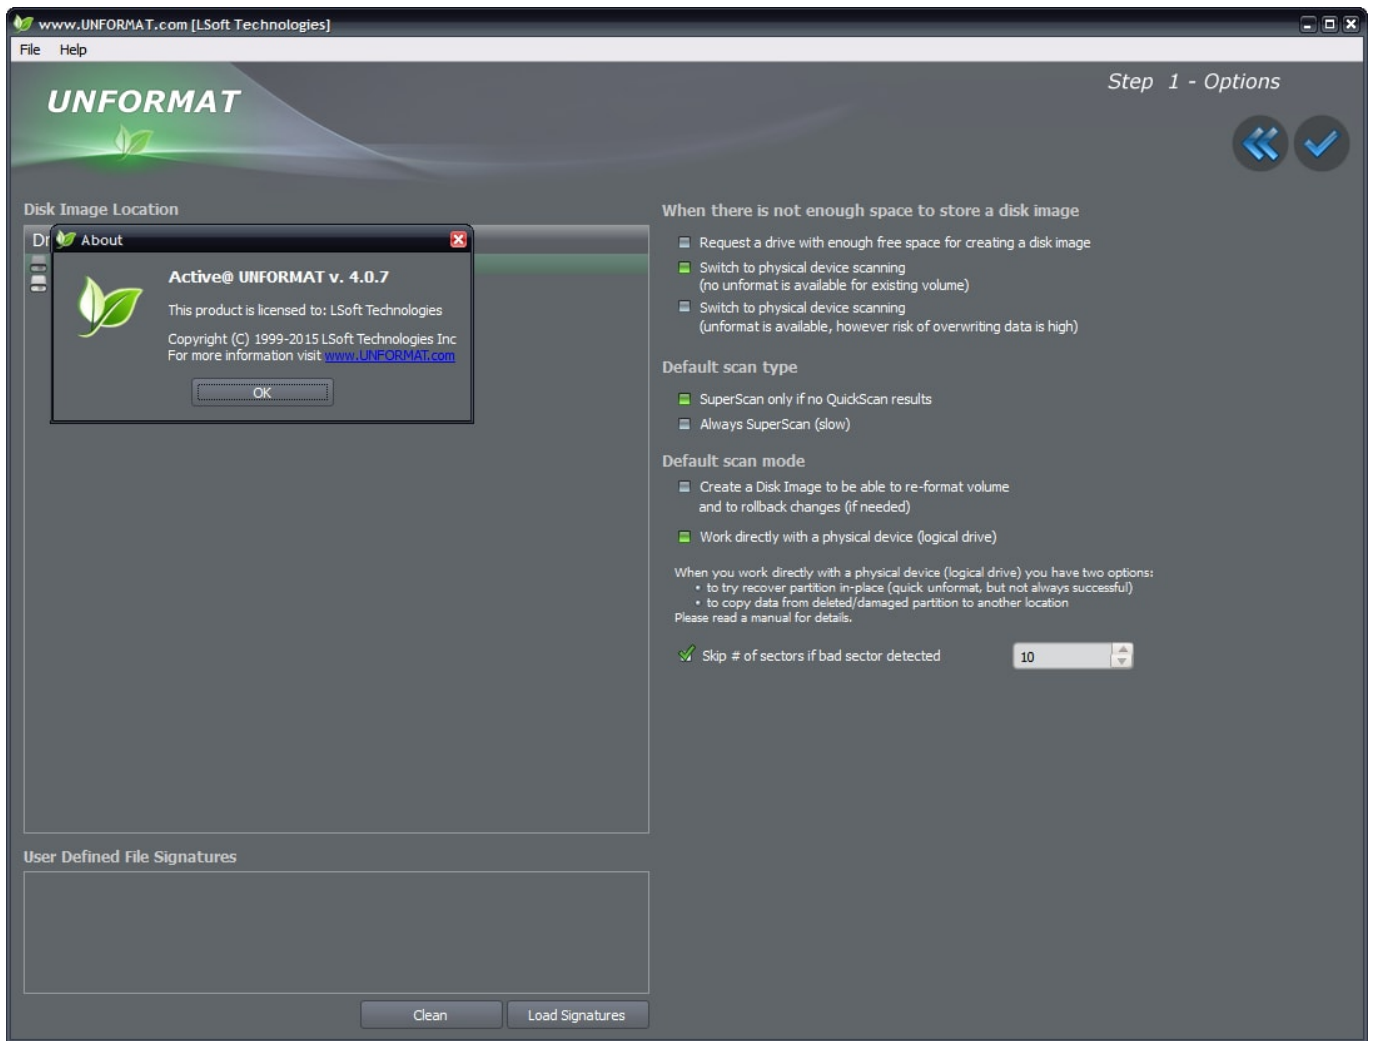 www.UNFORMAT.com [LSoft Technologies]
File Help
UNFORMAT
Step 1 - Options
Disk Image Location
About
Active@ UNFORMAT v. 4.0.7
This product is licensed to: LSoft Technologies
Copyright (C) 1999-2015 LSoft Technologies Inc
For more information visit www.UNFORMAT.com
OK
User Defined File Signatures
Clean
Load Signatures
When there is not enough space to store a disk image
Request a drive with enough free space for creating a disk image
Switch to physical device scanning
(no unformat is available for existing volume)
Switch to physical device scanning
(unformat is available, however risk of overwriting data is high)
Default scan type
SuperScan only if no QuickScan results
Always SuperScan (slow)
Default scan mode
Create a Disk Image to be able to re-format volume
and to rollback changes (if needed)
Work directly with a physical device (logical drive)
When you work directly with a physical device (logical drive) you have two options:
• to try recover partition in-place (quick unformat, but not always successful)
• to copy data from deleted/damaged partition to another location
Please read a manual for details.
Skip # of sectors if bad sector detected
10